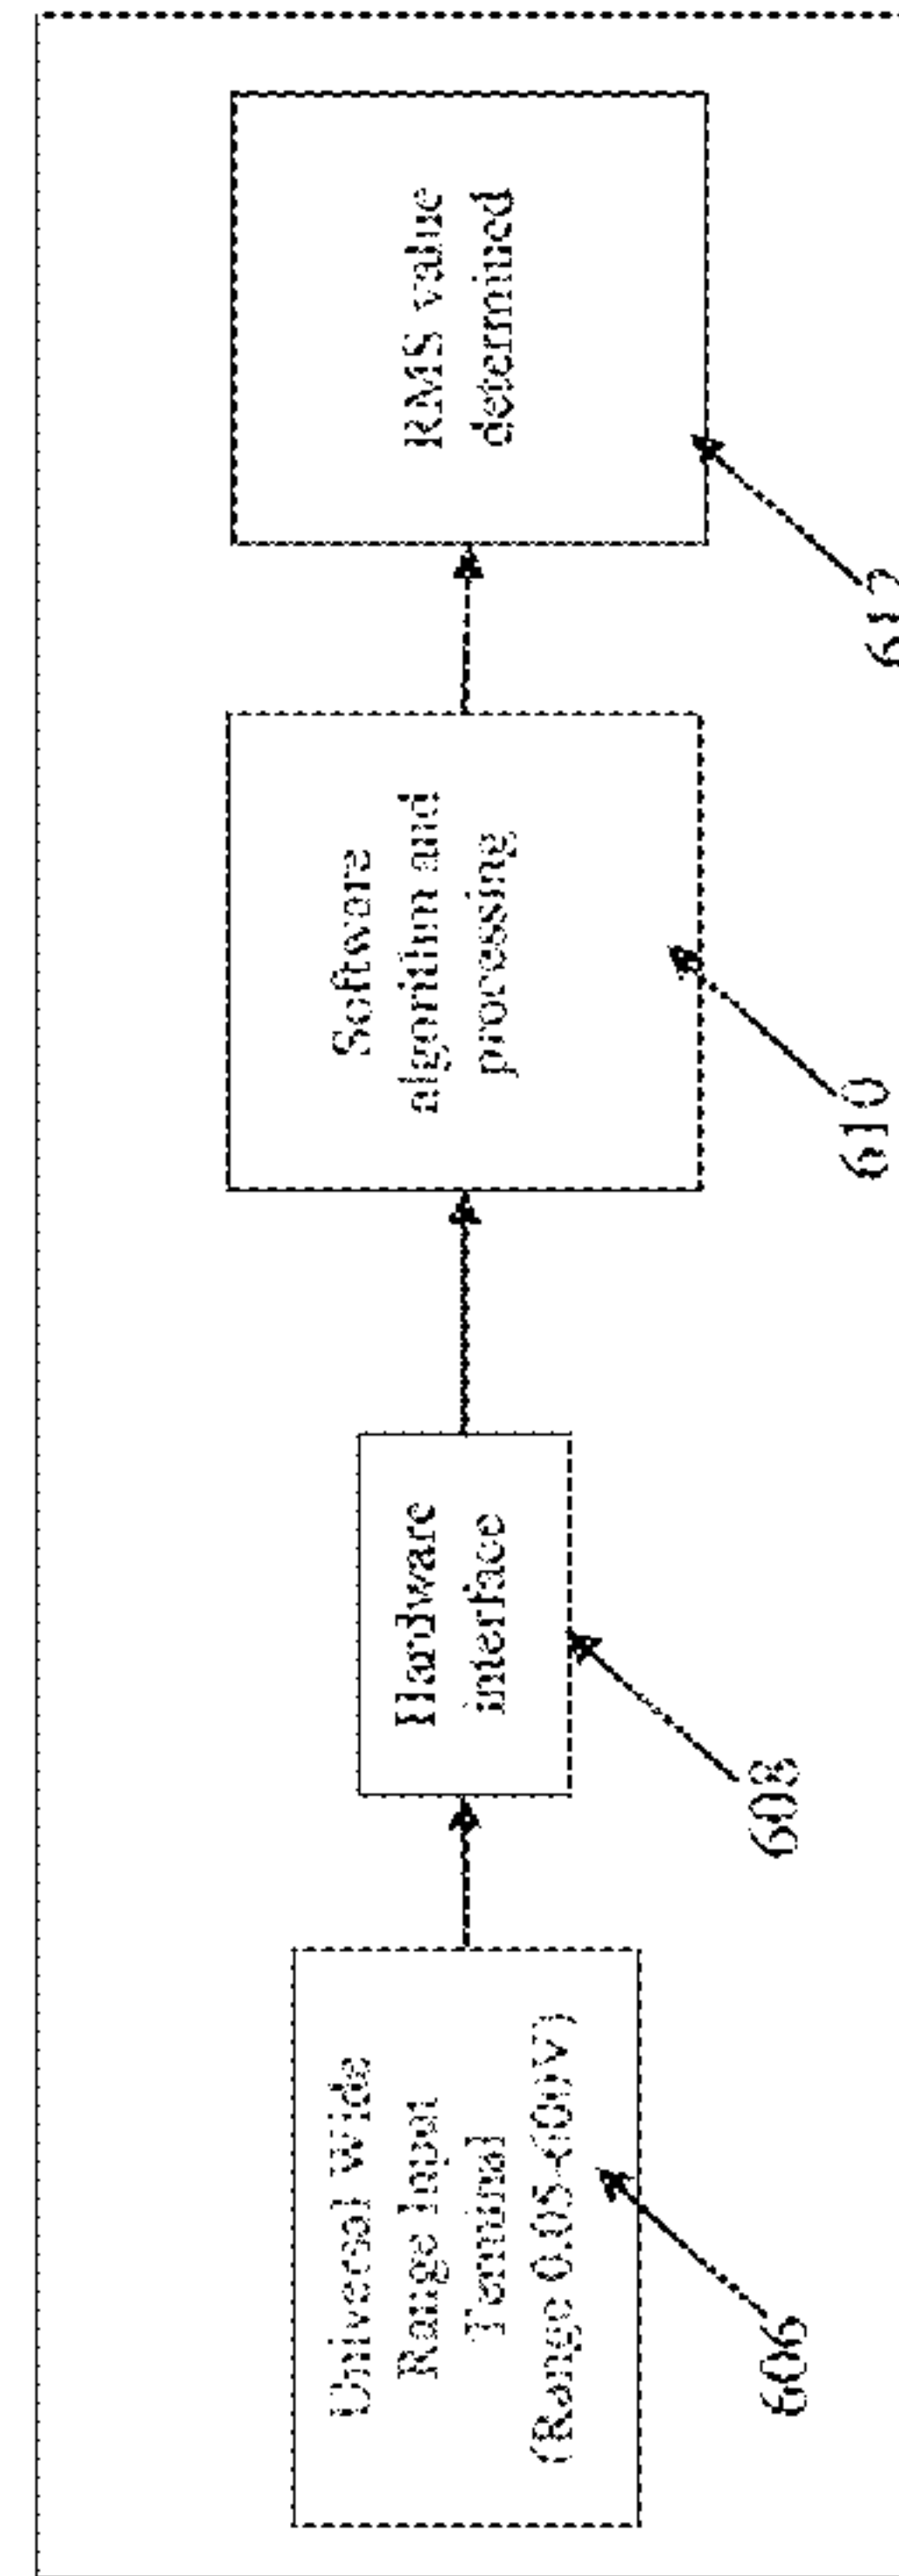 Universal Wide
Range Input
Terminal
(Range 0.05-600V)
606
Hardware
interface
608
Software
algorithm and
processing
610
RMS value
determined
612